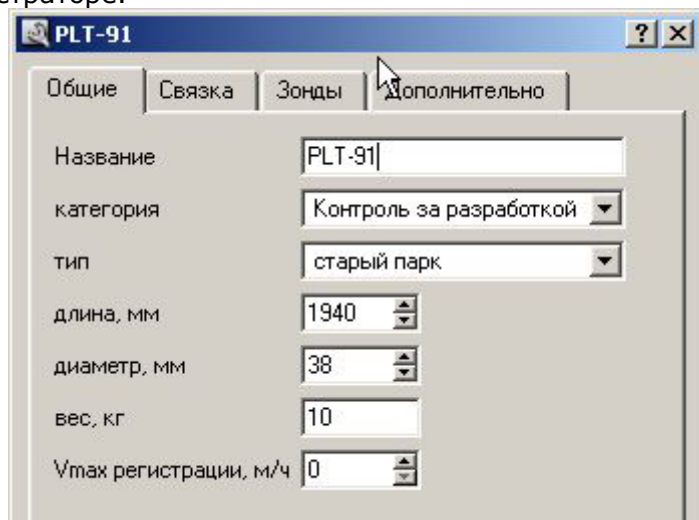 PLT-91
Общие Связка Зонды Дополнительно
Название PLT-91
категория Контроль за разработкой
тип старый парк
длина, мм 1940
диаметр, мм 38
вес, кг 10
Vmax регистрации, м/ч 0